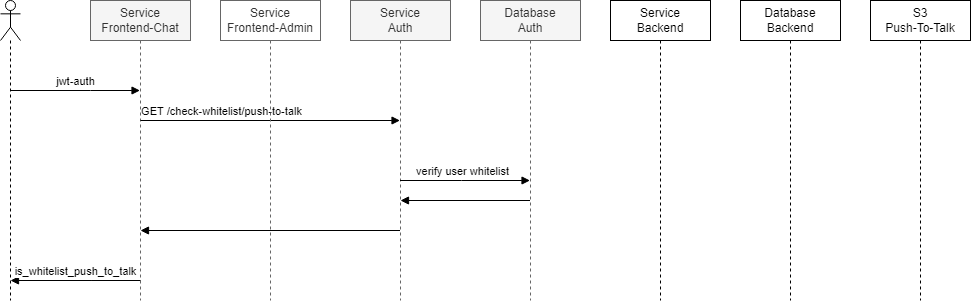 Service
Frontend-Chat
Service
Frontend-Admin
Service
Auth
Database
Auth
Service
Backend
Database
Backend
S3
Push-To-Talk
jwt-auth
GET /check-whitelist/push-to-talk
verify user whitelist
is_whitelist_push_to_talk